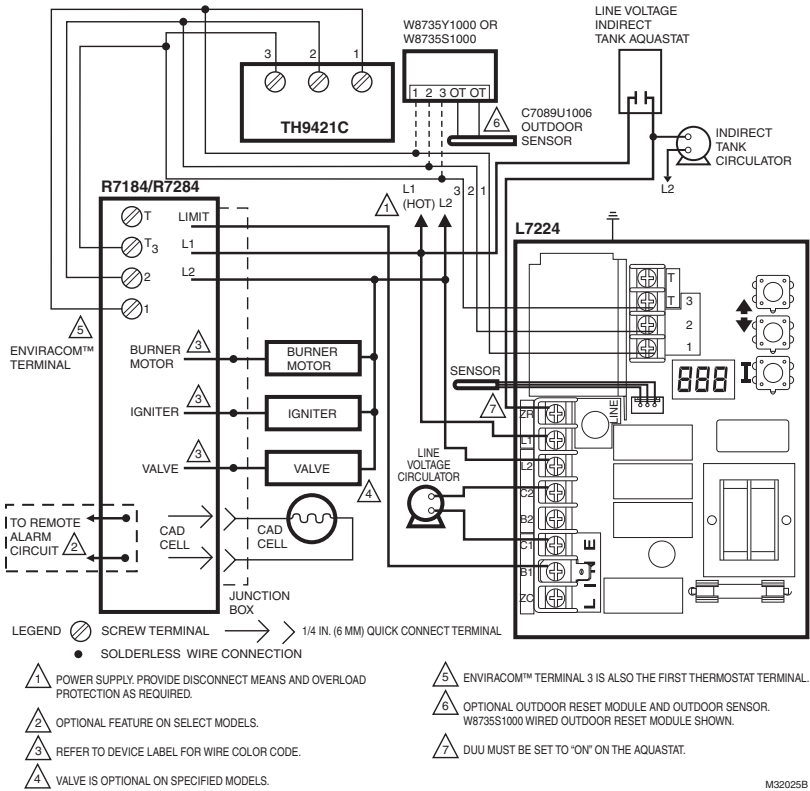 W8735Y1000 OR
W8735S1000
LINE VOLTAGE
INDIRECT
TANK AQUASTAT
3 2 1
TH9421C
1 2 3 OT OT
6
C7089U1006
OUTDOOR
SENSOR
INDIRECT
TANK
CIRCULATOR
L2
R7184/R7284
1
L1
(HOT)
L2
3 2 1
L7224
T
T3
2
1
LIMIT
L1
L2
5
ENVIRACOM™
TERMINAL
T
T 3
2
1
BURNER
MOTOR
3
BURNER
MOTOR
SENSOR
888
7
IGNITER
3
IGNITER
VALVE
3
VALVE
4
LINE
VOLTAGE
CIRCULATOR
ZR
L1
L2
C2
B2
C1
B1
ZC
LINE
LINE
TO REMOTE
ALARM
CIRCUIT
2
CAD
CELL
CAD
CELL
JUNCTION
BOX
LEGEND SCREW TERMINAL 1/4 IN. (6 MM) QUICK CONNECT TERMINAL
SOLDERLESS WIRE CONNECTION
1 POWER SUPPLY. PROVIDE DISCONNECT MEANS AND OVERLOAD
PROTECTION AS REQUIRED.
2 OPTIONAL FEATURE ON SELECT MODELS.
3 REFER TO DEVICE LABEL FOR WIRE COLOR CODE.
4 VALVE IS OPTIONAL ON SPECIFIED MODELS.
5 ENVIRACOM™ TERMINAL 3 IS ALSO THE FIRST THERMOSTAT TERMINAL.
6 OPTIONAL OUTDOOR RESET MODULE AND OUTDOOR SENSOR.
W8735S1000 WIRED OUTDOOR RESET MODULE SHOWN.
7 DUU MUST BE SET TO "ON" ON THE AQUASTAT.
M32025B